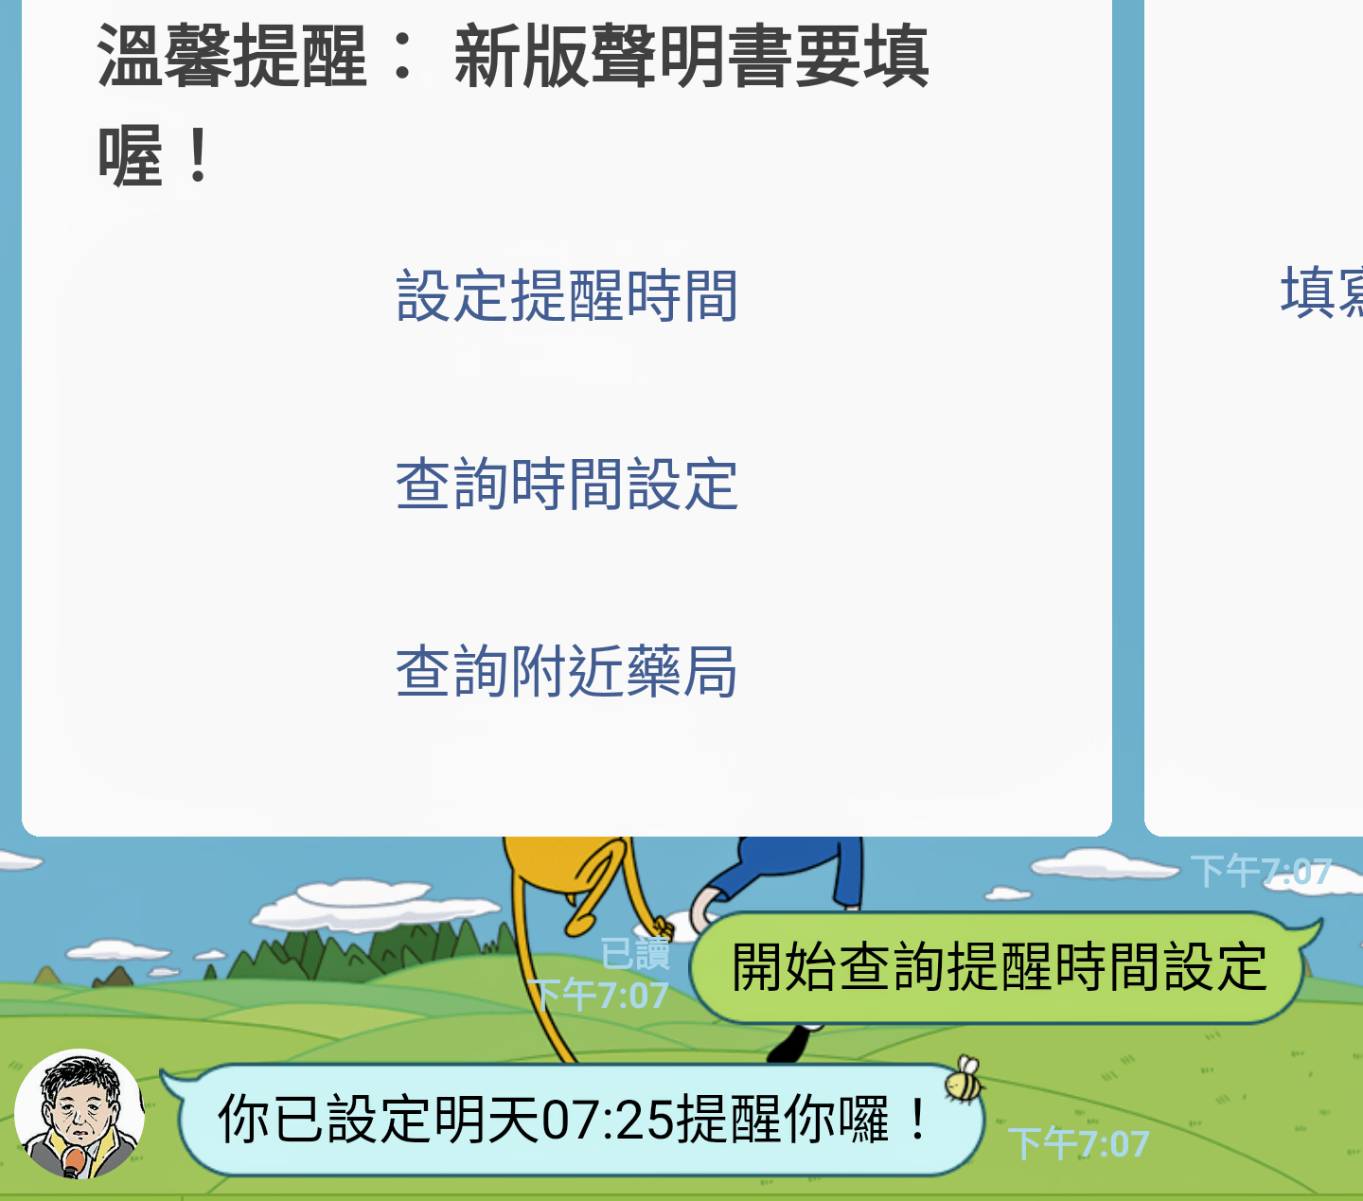 溫馨提醒： 新版聲明書要填
喔！
設定提醒時間
填
查詢時間設定
查詢附近藥局
下午7:07
已讀
下午7:07
開始查詢提醒時間設定
你已設定明天07:25提醒你囉！
下午7:07